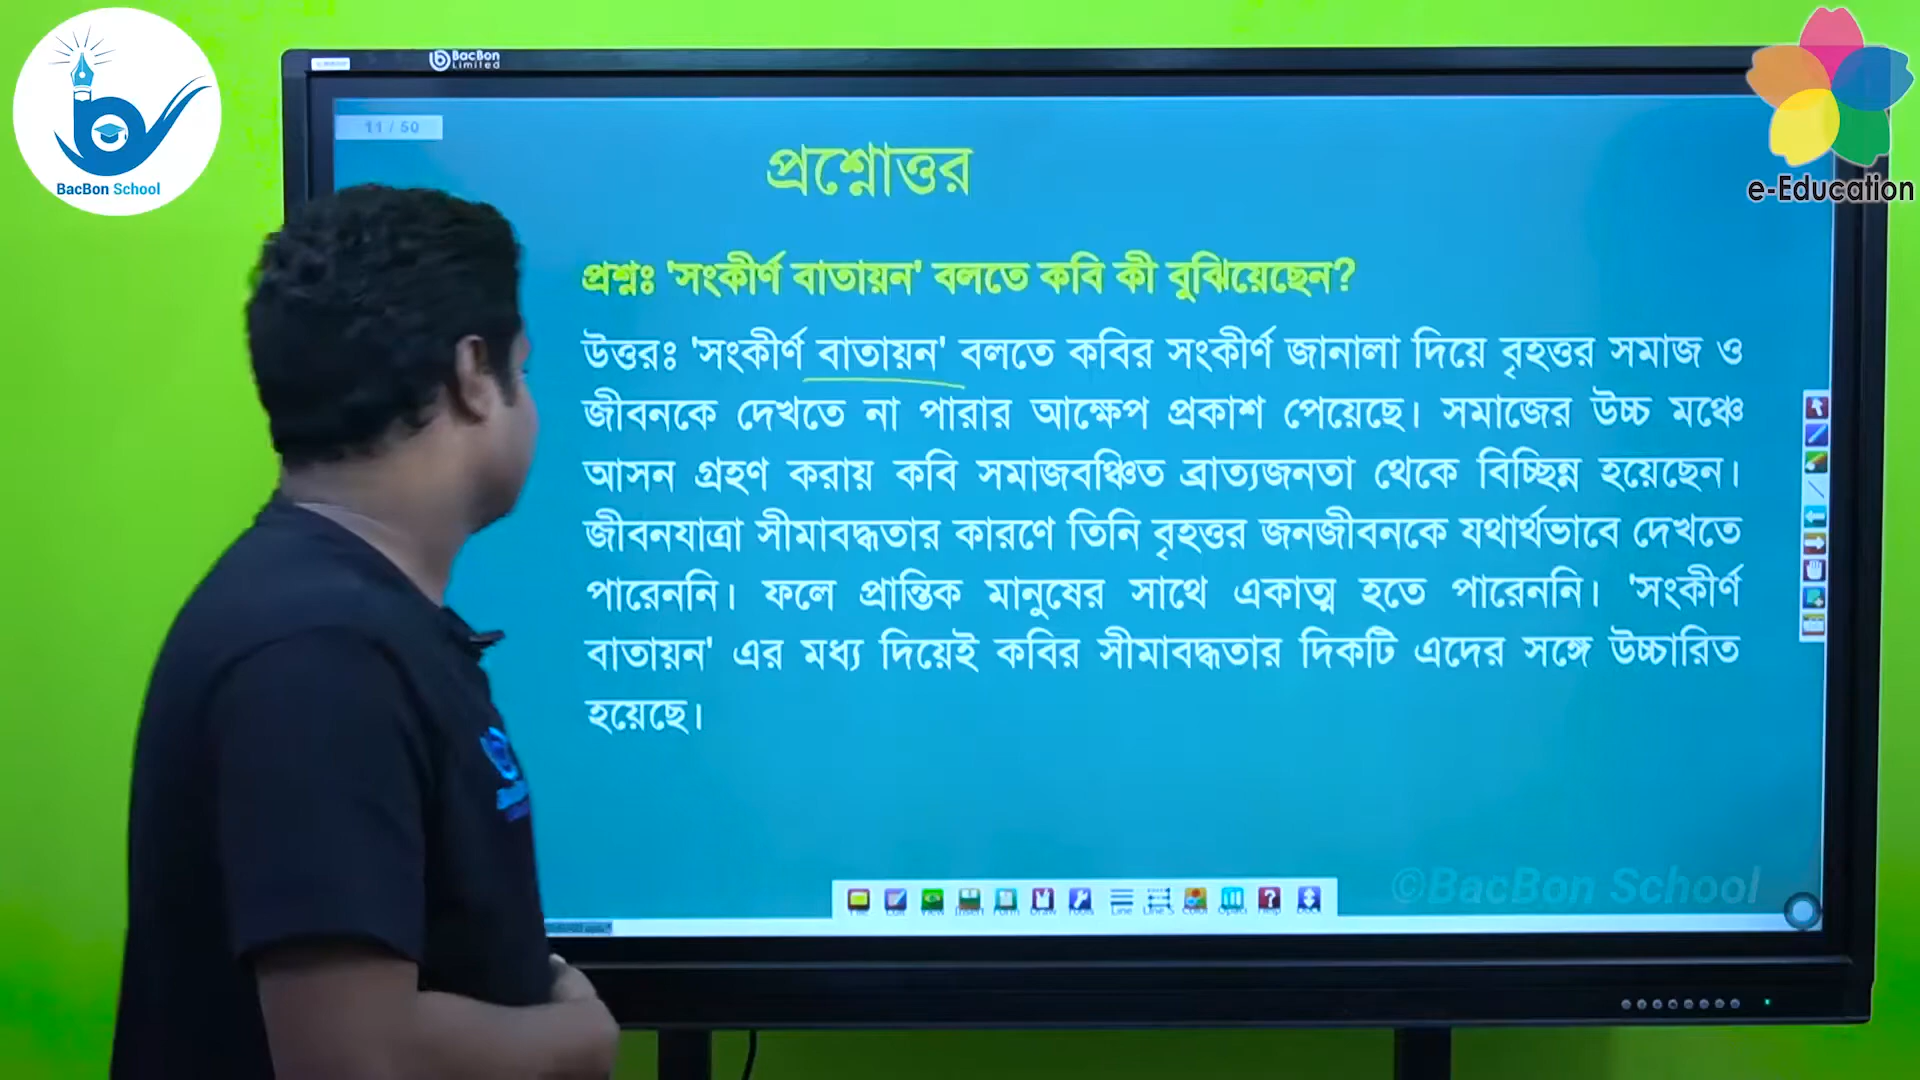 BacBon School
BacBon
Limited
e-Education
11 / 50
প্রশ্নোত্তর
প্রশ্নঃ 'সংকীর্ণ বাতায়ন' বলতে কবি কী বুঝিয়েছেন?
উত্তরঃ 'সংকীর্ণ বাতায়ন' বলতে কবির সংকীর্ণ জানালা দিয়ে বৃহত্তর সমাজ ও
জীবনকে দেখতে না পারার আক্ষেপ প্রকাশ পেয়েছে। সমাজের উচ্চ মঞ্চে
আসন গ্রহণ করায় কবি সমাজবঞ্চিত ব্রাত্যজনতা থেকে বিচ্ছিন্ন হয়েছেন।
জীবনযাত্রা সীমাবদ্ধতার কারণে তিনি বৃহত্তর জনজীবনকে যথার্থভাবে দেখতে
পারেননি। ফলে প্রান্তিক মানুষের সাথে একাত্ম হতে পারেননি। 'সংকীর্ণ
বাতায়ন' এর মধ্য দিয়েই কবির সীমাবদ্ধতার দিকটি এদের সঙ্গে উচ্চারিত
হয়েছে।
©BacBon School